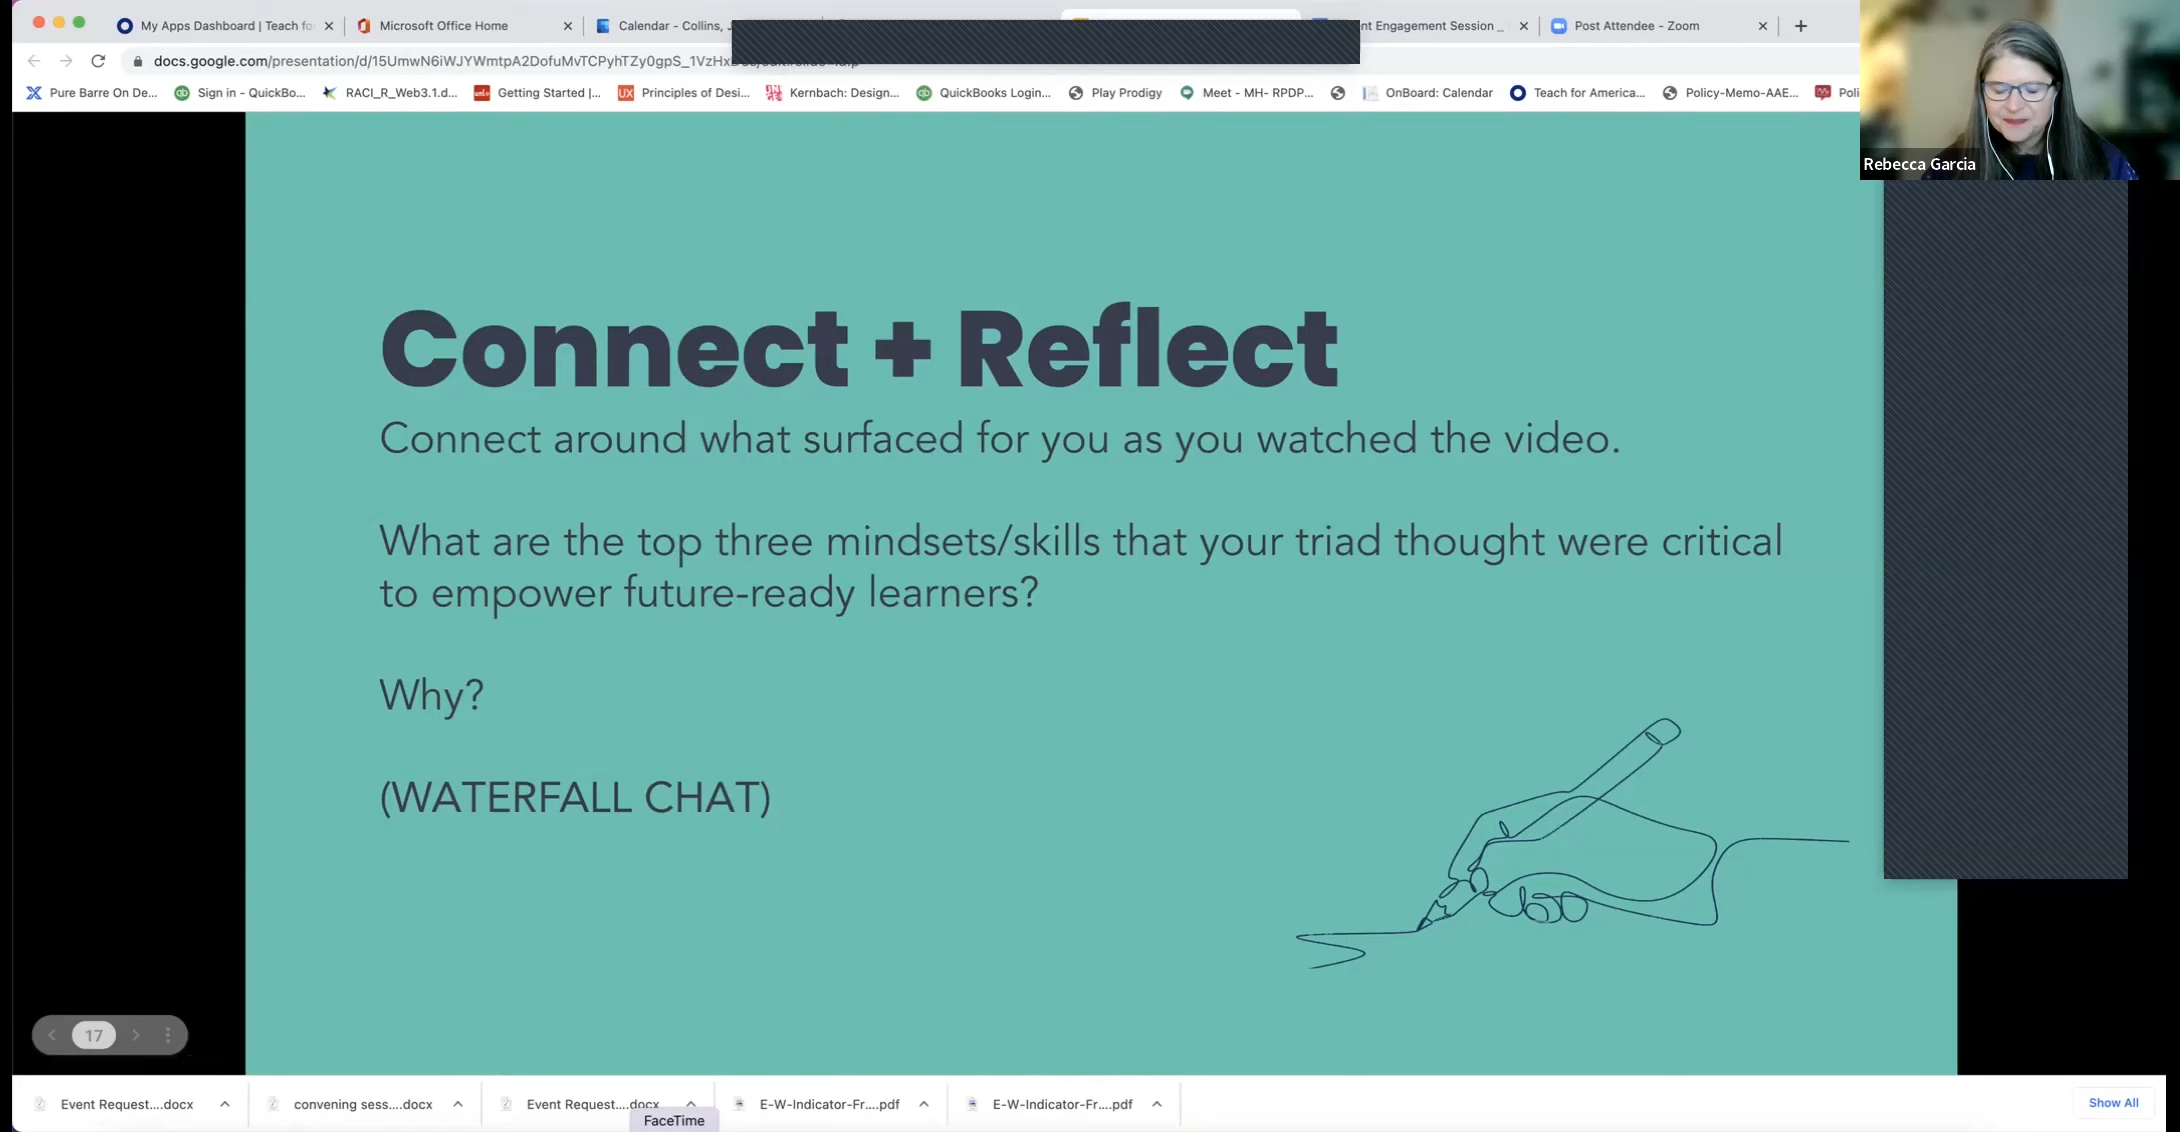 My Apps Dashboard | Teach fo
Microsoft Office Home
Calendar - Collins, J
nt Engagement Session _
Post Attendee - Zoom
docs.google.com/presentation/d/15UmwN6iWJYWmtpA2DofuMvTCPyhTZy0gpS_1VzHx
Pure Barre On De...
Sign in - QuickBo...
RACI_R_Web3.1.d...
Getting Started |...
Principles of Desi...
Kernbach: Design...
QuickBooks Login...
Play Prodigy
Meet - MH- RPDP...
OnBoard: Calendar
Teach for America...
Policy-Memo-AAE...
Poli
Rebecca Garcia
Connect + Reflect
Connect around what surfaced for you as you watched the video.
What are the top three mindsets/skills that your triad thought were critical
to empower future-ready learners?
Why?
(WATERFALL CHAT)
17
Event Request....docx
convening sess....docx
Event Request....docx
E-W-Indicator-Fr....pdf
E-W-Indicator-Fr....pdf
Show All
FaceTime